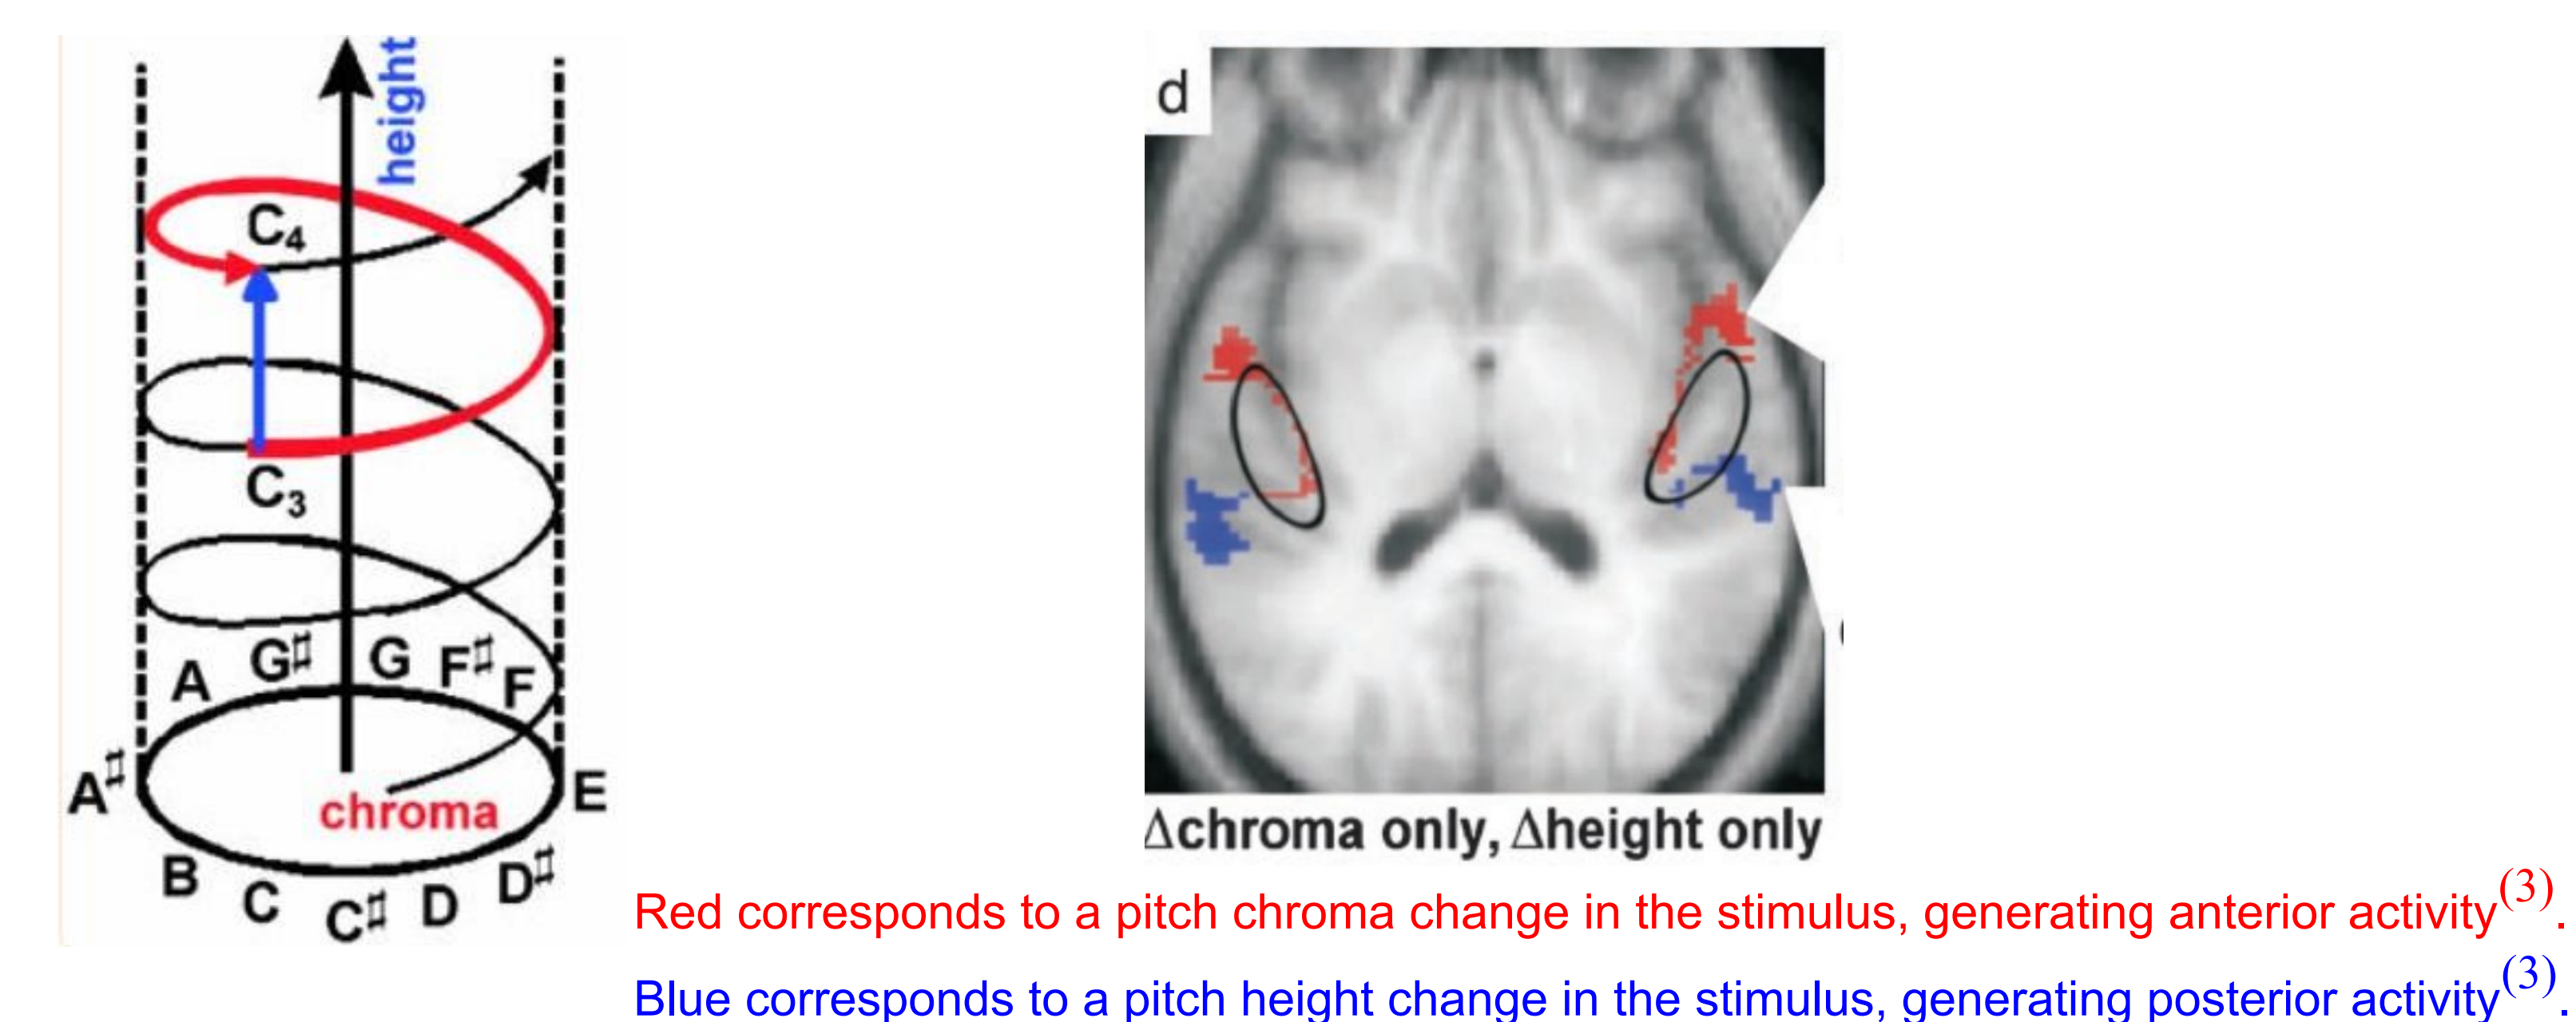 height
C₄
C₃
A G♯ G F♯ F
A♯ E
chroma
B C C♯ D D♯
d
Δchroma only, Δheight only
Red corresponds to a pitch chroma change in the stimulus, generating anterior activity⁽³⁾.
Blue corresponds to a pitch height change in the stimulus, generating posterior activity⁽³⁾.